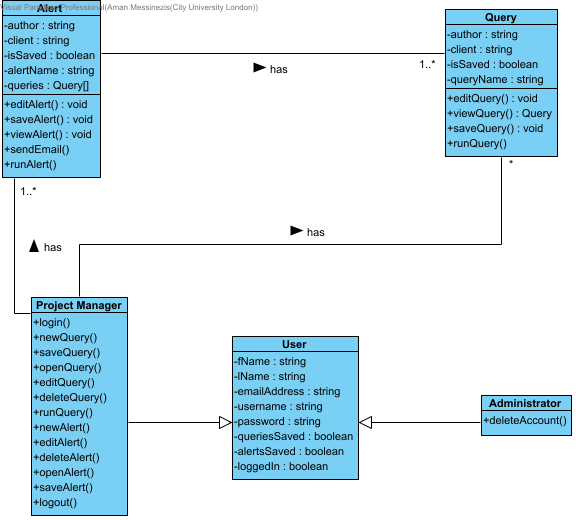 Visual Paradigm Professional(Aman Messinezis(City University London))
Alert
-author : string
-client : string
-isSaved : boolean
-alertName : string
-queries : Query[]
+editAlert() : void
+saveAlert() : void
+viewAlert() : void
+sendEmail()
+runAlert()
has
1..*
Query
-author : string
-client : string
-isSaved : boolean
-queryName : string
+editQuery() : void
+viewQuery() : Query
+saveQuery() : void
+runQuery()
*
1..*
has
has
Project Manager
+login()
+newQuery()
+saveQuery()
+openQuery()
+editQuery()
+deleteQuery()
+runQuery()
+newAlert()
+editAlert()
+deleteAlert()
+openAlert()
+saveAlert()
+logout()
User
-fName : string
-lName : string
-emailAddress : string
-username : string
-password : string
-queriesSaved : boolean
-alertsSaved : boolean
-loggedIn : boolean
Administrator
+deleteAccount()